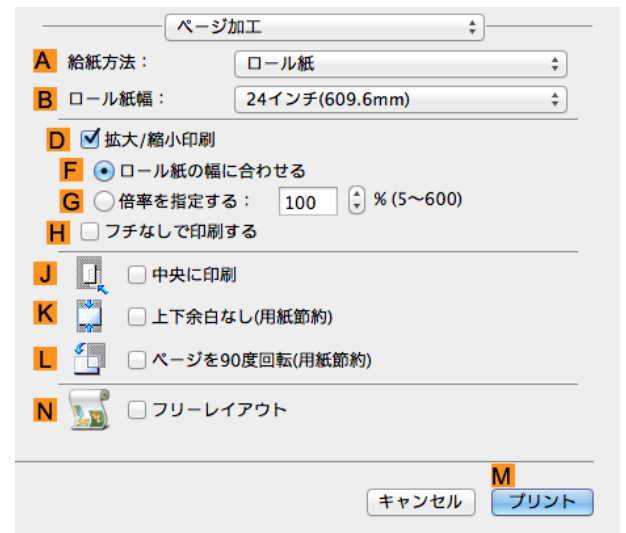 ページ加工
A 給紙方法： ロール紙
B ロール紙幅： 24インチ(609.6mm)
D 拡大/縮小印刷
F ロール紙の幅に合わせる
G 倍率を指定する： 100 % (5～600)
H フチなしで印刷する
J 中央に印刷
K 上下余白なし(用紙節約)
L ページを90度回転(用紙節約)
N フリーレイアウト
M
キャンセル プリント